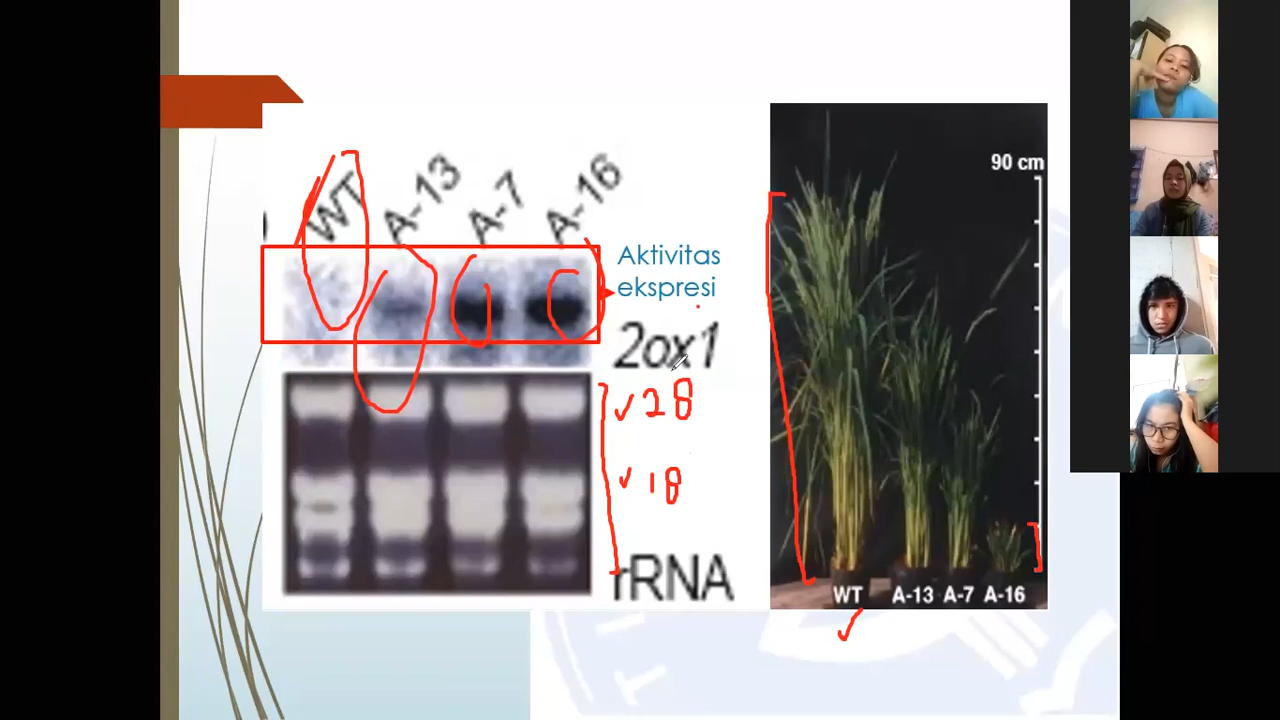 WT A-13 A-7 A-16
Aktivitas
ekspresi
2ox1
28
18
rRNA
90 cm
WT A-13 A-7 A-16